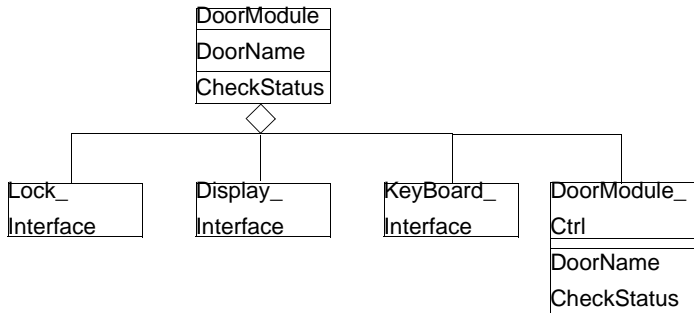 DoorModule
DoorName
CheckStatus
Lock_
Interface
Display_
Interface
KeyBoard_
Interface
DoorModule_
Ctrl
DoorName
CheckStatus